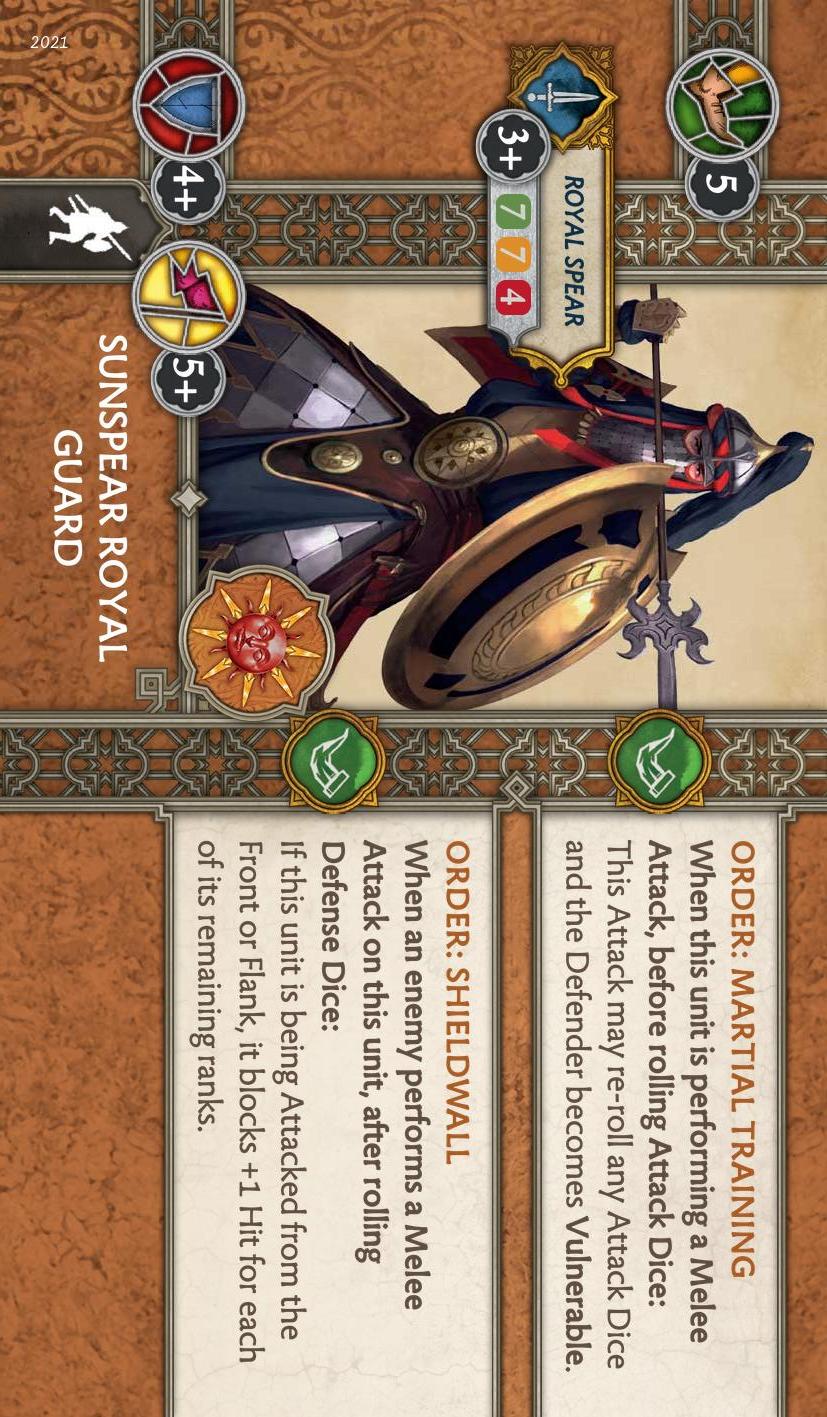 5
ROYAL SPEAR
3+
7 7 4
4+
5+
SUNSPEAR ROYAL
GUARD
ORDER: MARTIAL TRAINING
When this unit is performing a Melee
Attack, before rolling Attack Dice:
This Attack may re-roll any Attack Dice
and the Defender becomes Vulnerable.
ORDER: SHIELDWALL
When an enemy performs a Melee
Attack on this unit, after rolling
Defense Dice:
If this unit is being Attacked from the
Front or Flank, it blocks +1 Hit for each
of its remaining ranks.
2021